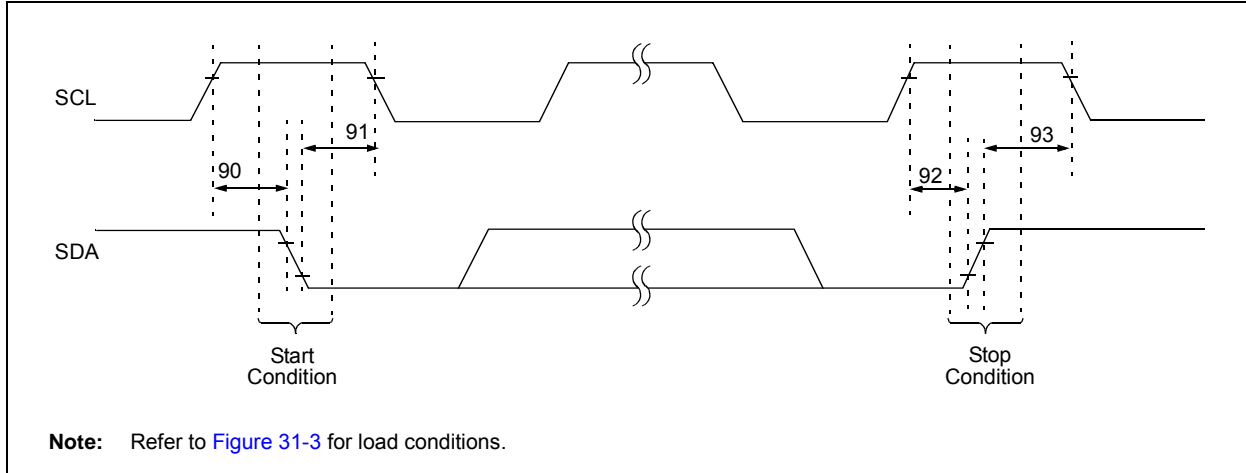 SCL
91
93
90
92
SDA
Start
Condition
Stop
Condition
Note: Refer to Figure 31-3 for load conditions.